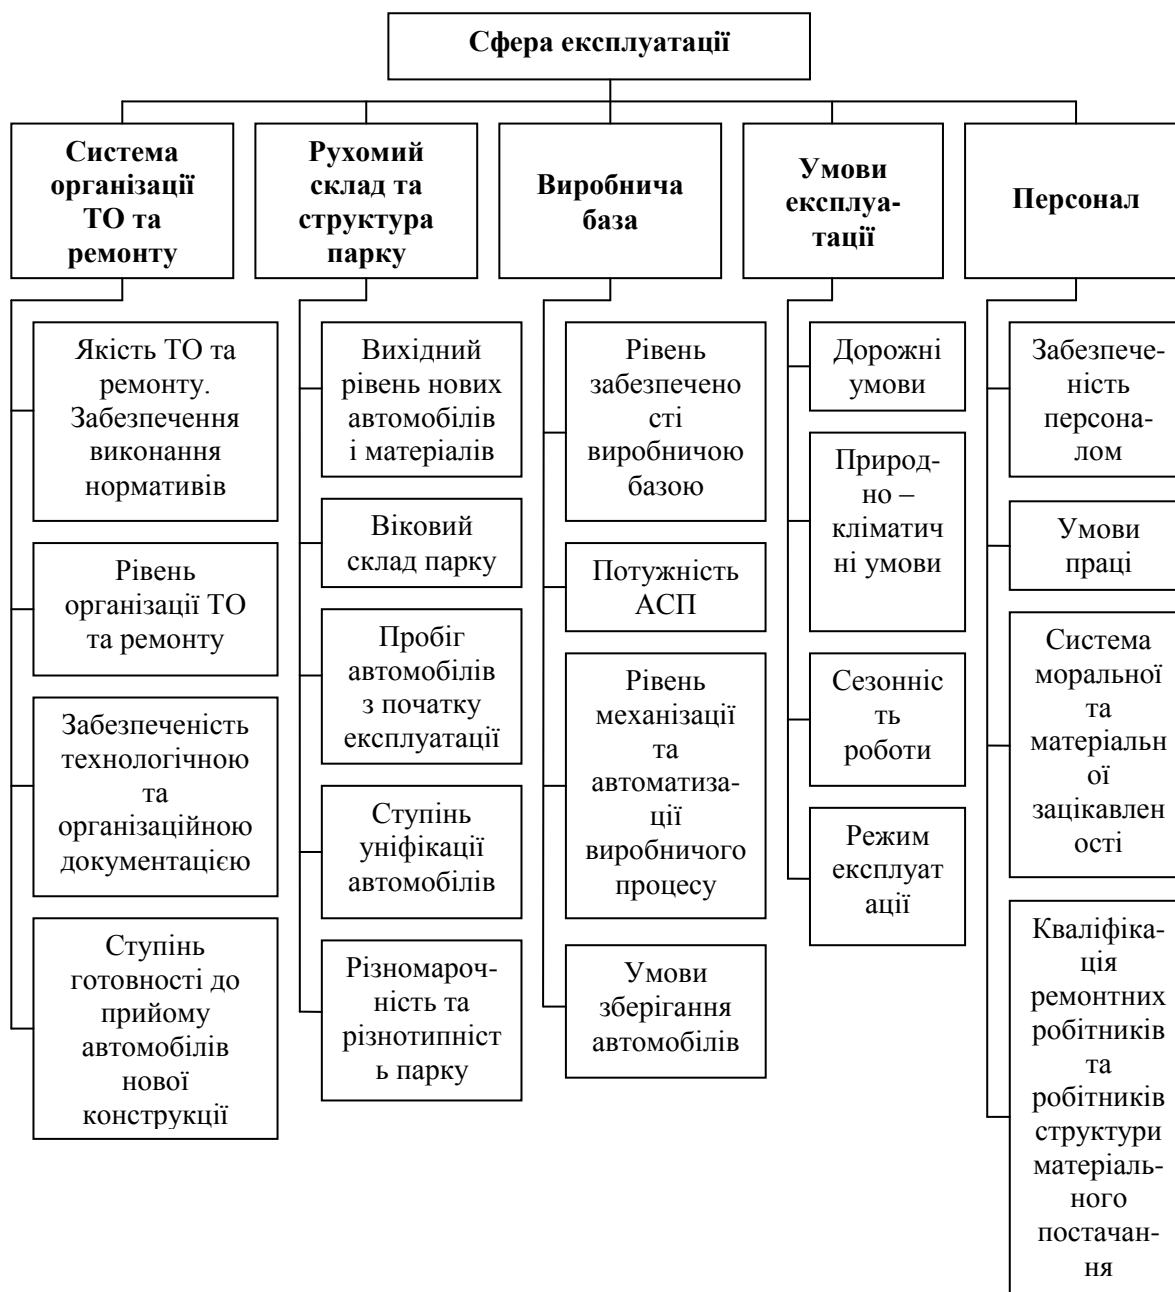 Сфера експлуатації
Система
організації
ТО та
ремонту
Рухомий
склад та
структура
парку
Виробнича
база
Умови
експлуа-
тації
Персонал
Якість ТО та
ремонту.
Забезпечення
виконання
нормативів
Рівень
організації ТО
та ремонту
Забезпеченість
технологічною
та
організаційною
документацією
Ступінь
готовності до
прийому
автомобілів
нової
конструкції
Вихідний
рівень нових
автомобілів
і матеріалів
Віковий
склад парку
Пробіг
автомобілів
з початку
експлуатації
Ступінь
уніфікації
автомобілів
Різномароч-
ність та
різнотипніст
ь парку
Рівень
забезпечено
сті
виробничою
базою
Потужність
АСП
Рівень
механізації
та
автоматиза-
ції
виробничого
процесу
Умови
зберігання
автомобілів
Дорожні
умови
Природ-
но –
кліматич
ні умови
Сезонніс
ть
роботи
Режим
експлуат
ації
Забезпече-
ність
персона-
лом
Умови
праці
Система
моральної
та
матеріальн
ої
зацікавлен
ості
Кваліфіка-
ція
ремонтних
робітників
та
робітників
структури
матеріаль-
ного
постачан-
ня